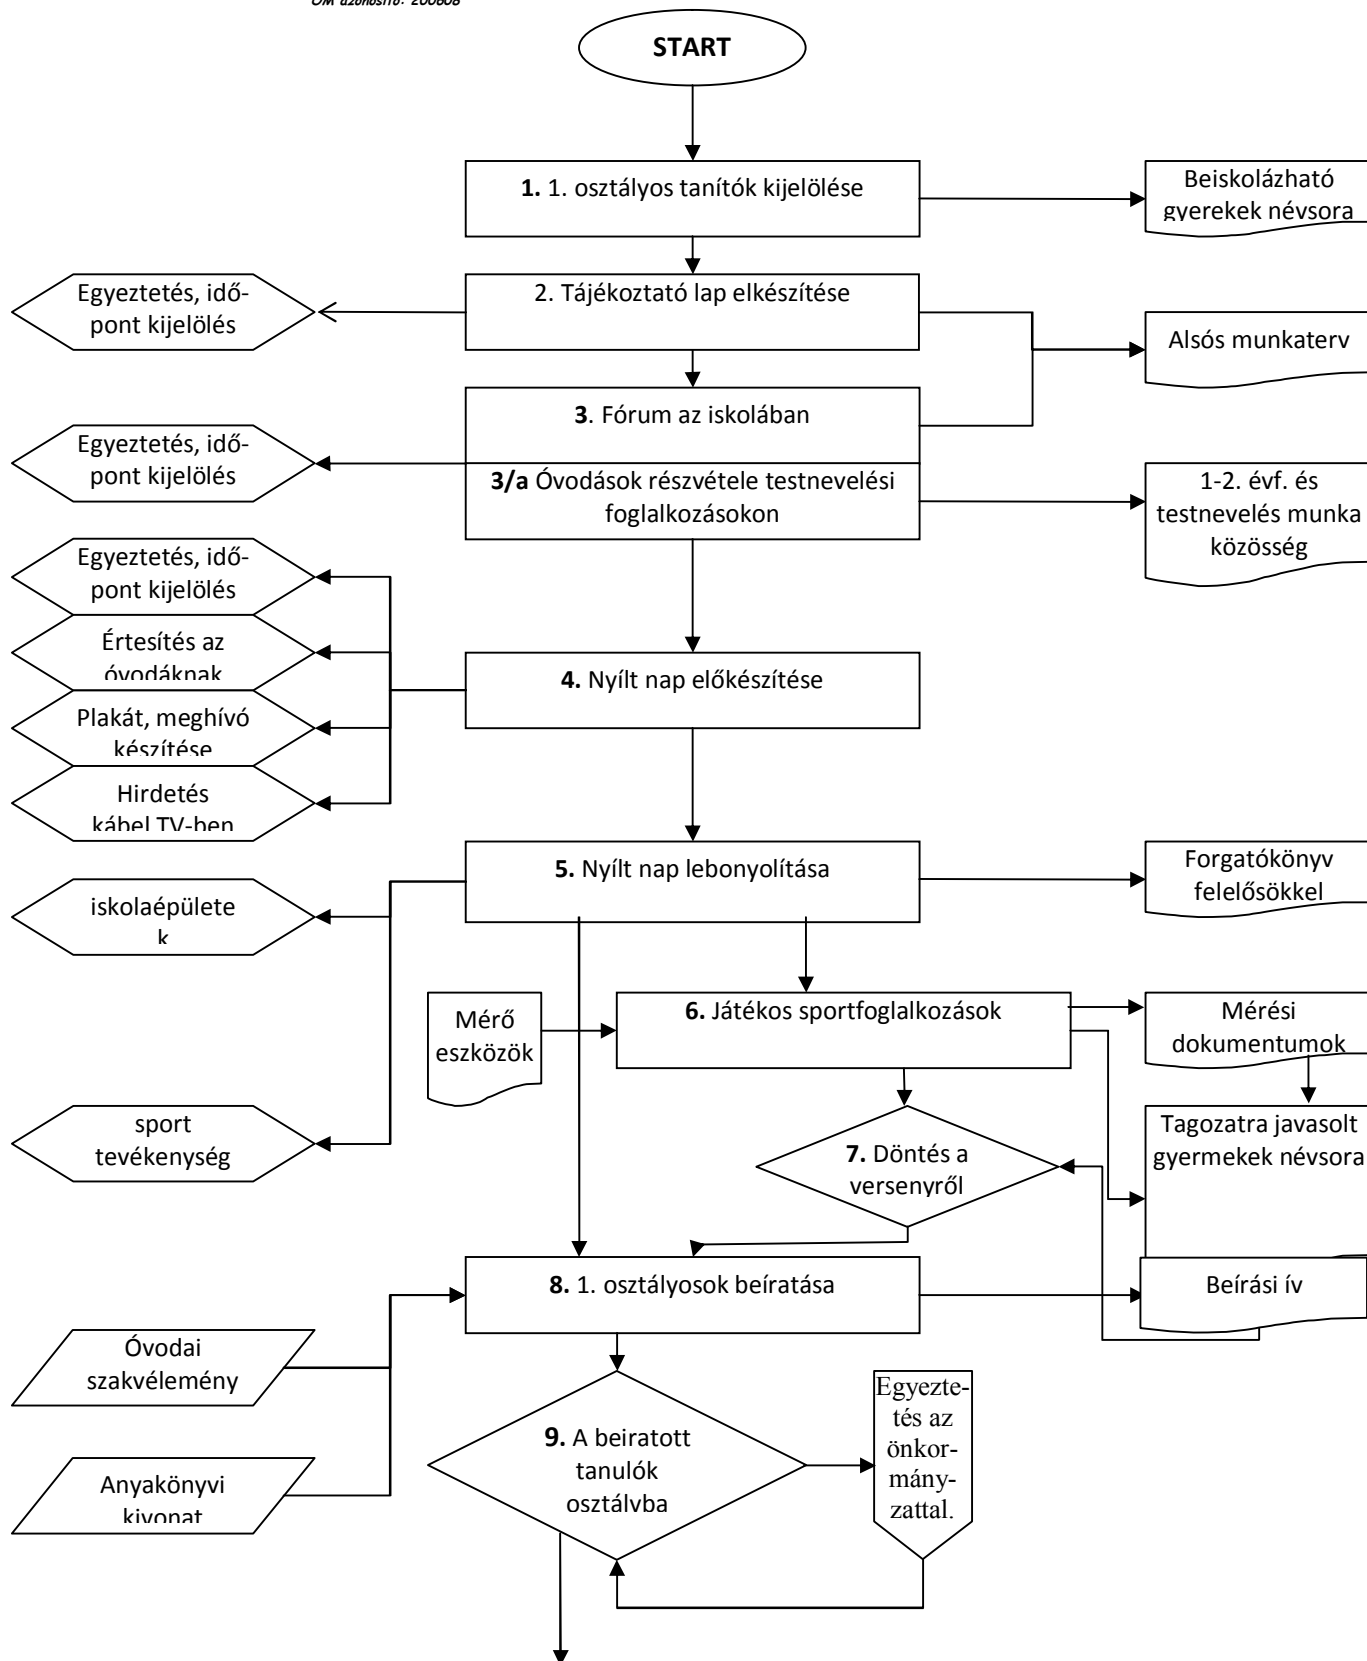 OM azonosító: 200608
START
1. 1. osztályos tanítók kijelölése
Beiskolázható
gyerekek névsora
Egyeztetés, idő-
pont kijelölés
2. Tájékoztató lap elkészítése
Alsós munkaterv
3. Fórum az iskolában
Egyeztetés, idő-
pont kijelölés
3/a Óvodások részvétele testnevelési
foglalkozásokon
1-2. évf. és
testnevelés munka
közösség
Egyeztetés, idő-
pont kijelölés
Értesítés az
óvodáknak
4. Nyílt nap előkészítése
Plakát, meghívó
készítése
Hirdetés
kábel TV-ben
5. Nyílt nap lebonyolítása
Forgatókönyv
felelősökkel
iskolaépülete
k
Mérő
eszközök
6. Játékos sportfoglalkozások
Mérési
dokumentumok
sport
tevékenység
7. Döntés a
versenyről
Tagozatra javasolt
gyermekek névsora
8. 1. osztályosok beíratása
Beírási ív
Óvodai
szakvélemény
9. A beiratott
tanulók
osztályba
Egyezte-
tés az
önkor-
mány-
zattal.
Anyakönyvi
kivonat